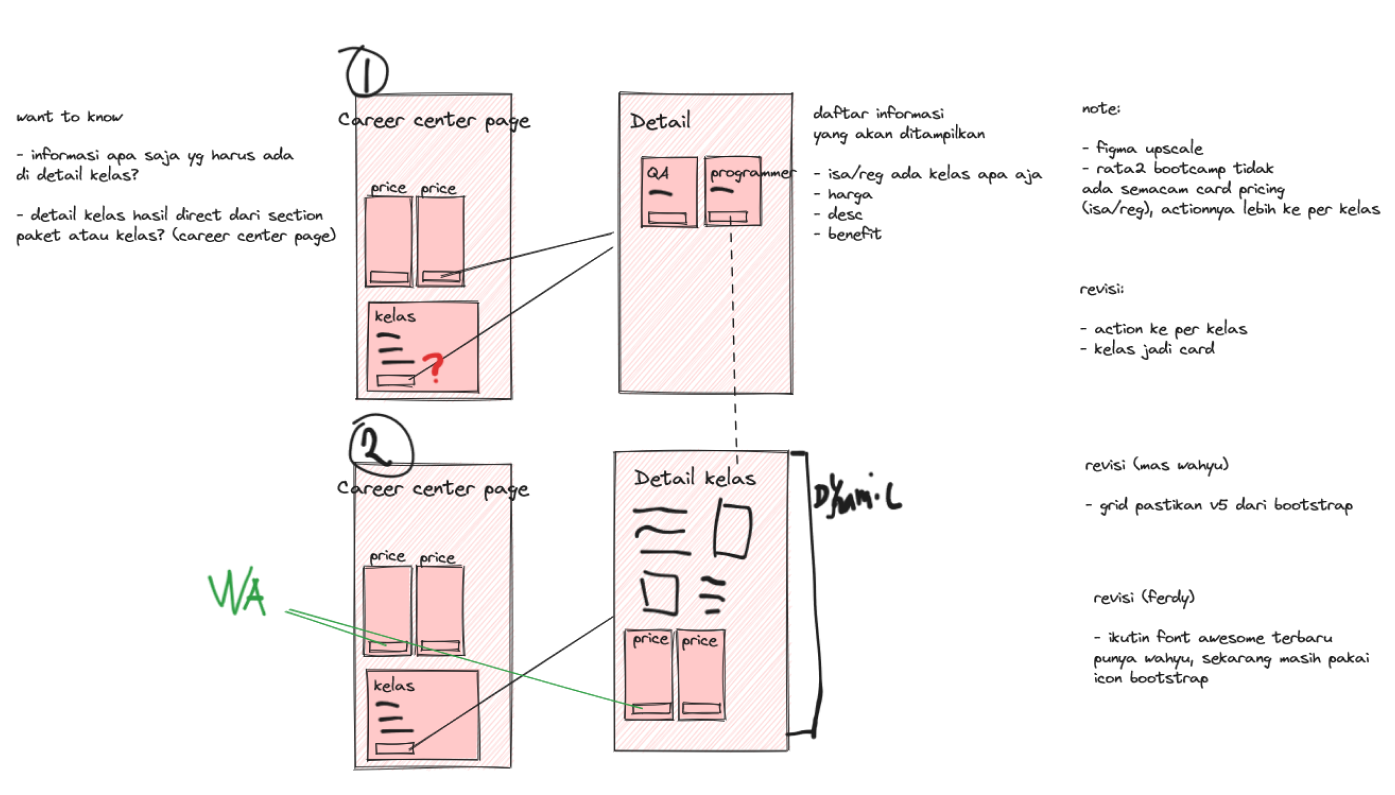 want to know
- informasi apa saja yg harus ada
di detail kelas?
- detail kelas hasil direct dari section
paket atau kelas? (career center page)
1
Career center page
price
price
kelas
?
Detail
QA
programmer
daftar informasi
yang akan ditampilkan
- isa/reg ada kelas apa aja
- harga
- desc
- benefit
note:
- figma upscale
- rata2 bootcamp tidak
ada semacam card pricing
(isa/reg), actionnya lebih ke per kelas
revisi:
- action ke per kelas
- kelas jadi card
2
Career center page
price
price
kelas
WA
Detail kelas
price
price
Dynamic
revisi (mas wahyu)
- grid pastikan v5 dari bootstrap
revisi (ferdy)
- ikutin font awesome terbaru
punya wahyu, sekarang masih pakai
icon bootstrap